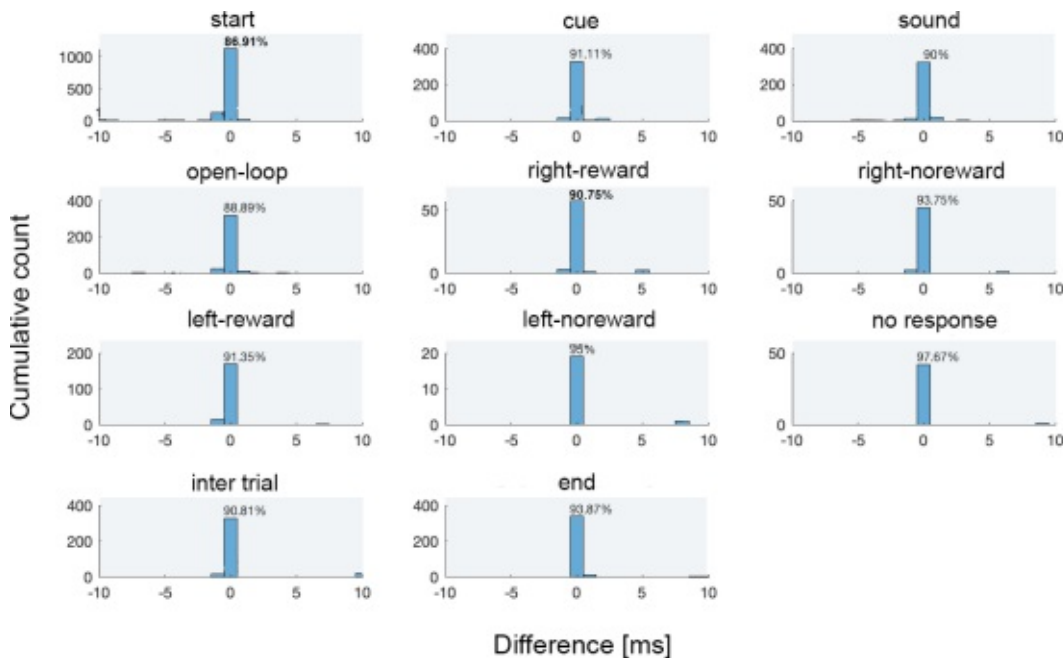 start cue sound
86.91% 91.11% 90%
1000 400 400
500 200 200
0 0 0
-10 -5 0 5 10 -10 -5 0 5 10 -10 -5 0 5 10
open-loop right-reward right-noreward
88.89% 90.75% 93.75%
400 50 50
200
0 0 0
-10 -5 0 5 10 -10 -5 0 5 10 -10 -5 0 5 10
Cumulative count
left-reward left-noreward no response
91.35% 95% 97.67%
200 20 50
100 10
0 0 0
-10 -5 0 5 10 -10 -5 0 5 10 -10 -5 0 5 10
inter trial end
90.81% 93.87%
400 400
200 200
0 0
-10 -5 0 5 10 -10 -5 0 5 10
Difference [ms]